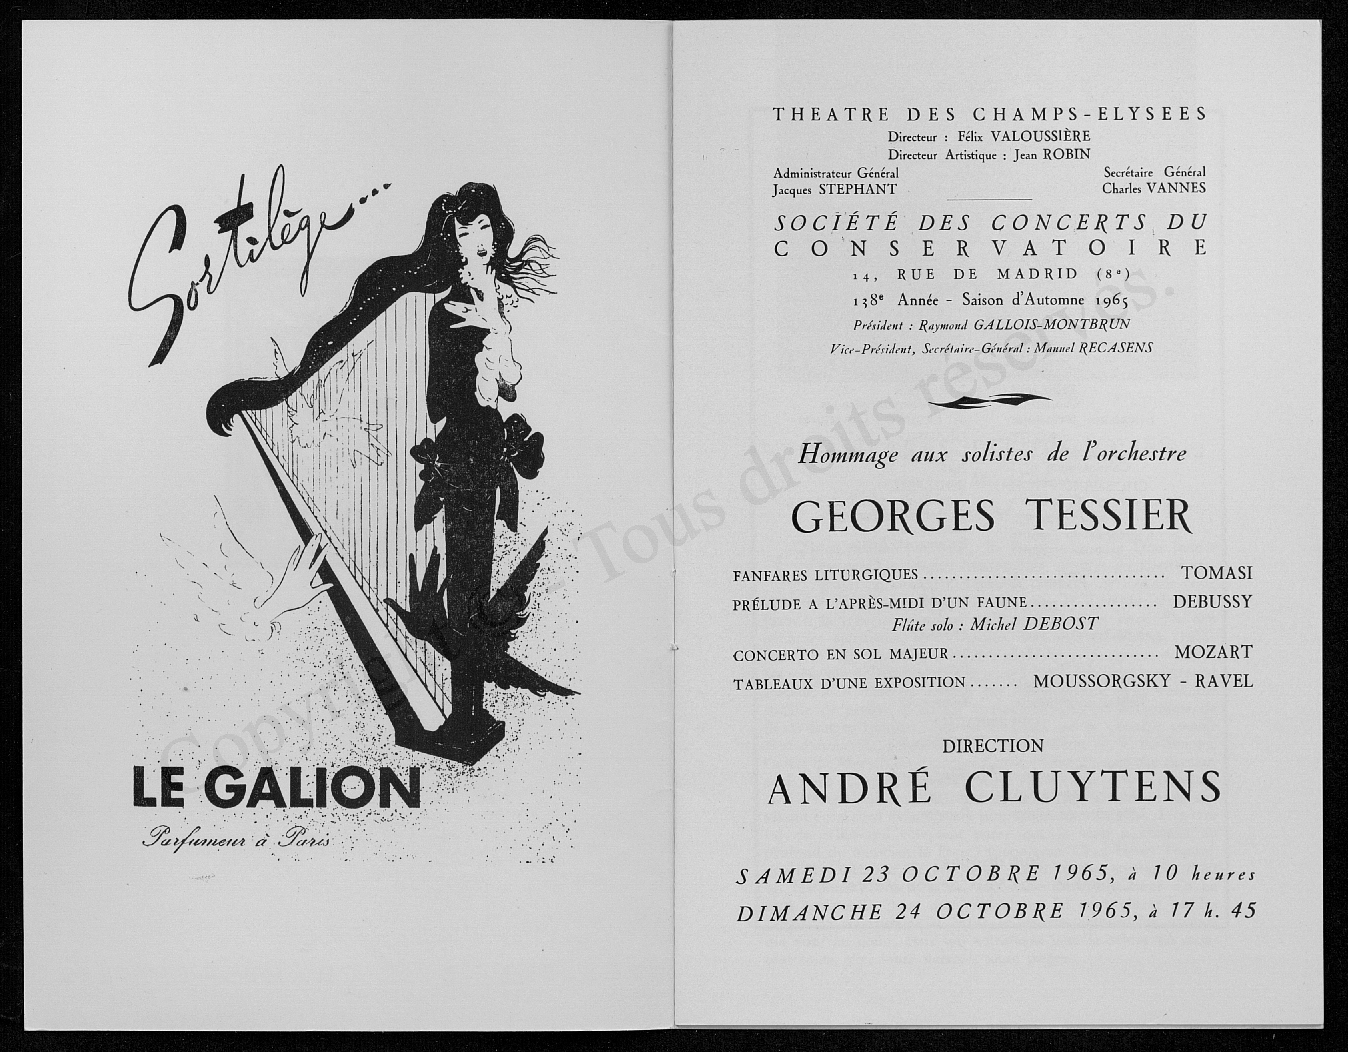 Sortilège...
LE GALION
Parfumeur à Paris
THEATRE DES CHAMPS-ELYSEES
Directeur : Félix VALOUSSIÈRE
Directeur Artistique : Jean ROBIN
Administrateur Général
Jacques STEPHANT
Secrétaire Général
Charles VANNES
SOCIÉTÉ DES CONCERTS DU
CONSERVATOIRE
14, RUE DE MADRID (8e)
138e Année - Saison d'Automne 1965
Président : Raymond GALLOIS-MONTBRUN
Vice-Président, Secrétaire-Général : Manuel RECASENS
Hommage aux solistes de l'orchestre
GEORGES TESSIER
FANFARES LITURGIQUES .................................. TOMASI
PRÉLUDE A L'APRÈS-MIDI D'UN FAUNE.................. DEBUSSY
Flûte solo : Michel DEBOST
CONCERTO EN SOL MAJEUR............................. MOZART
TABLEAUX D'UNE EXPOSITION....... MOUSSORGSKY - RAVEL
DIRECTION
ANDRÉ CLUYTENS
SAMEDI 23 OCTOBRE 1965, à 10 heures
DIMANCHE 24 OCTOBRE 1965, à 17 h. 45
Copyright © - Tous droits réservés.